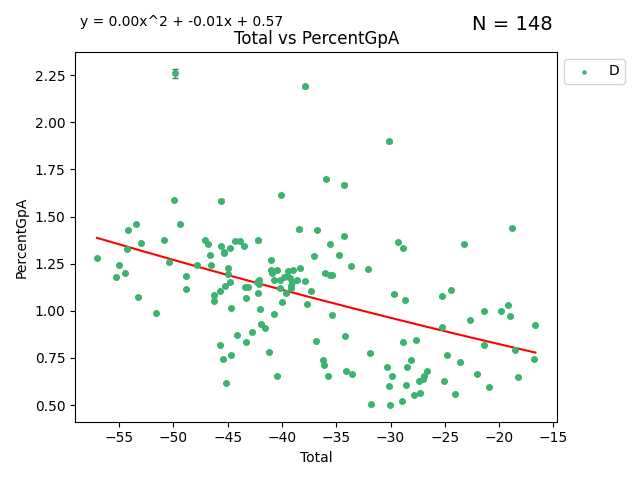 y = 0.00x^2 + -0.01x + 0.57
N = 148
Total vs PercentGpA
D
PercentGpA
2.25
2.00
1.75
1.50
1.25
1.00
0.75
0.50
−55 −50 −45 −40 −35 −30 −25 −20 −15
Total